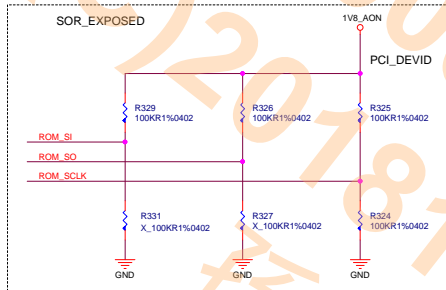 SOR_EXPOSED
1V8_AON
PCI_DEVID
R329
100KR1%0402
R326
100KR1%0402
R325
100KR1%0402
ROM_SI
ROM_SO
ROM_SCLK
R331
X_100KR1%0402
R327
X_100KR1%0402
R324
100KR1%0402
GND
GND
GND
2018